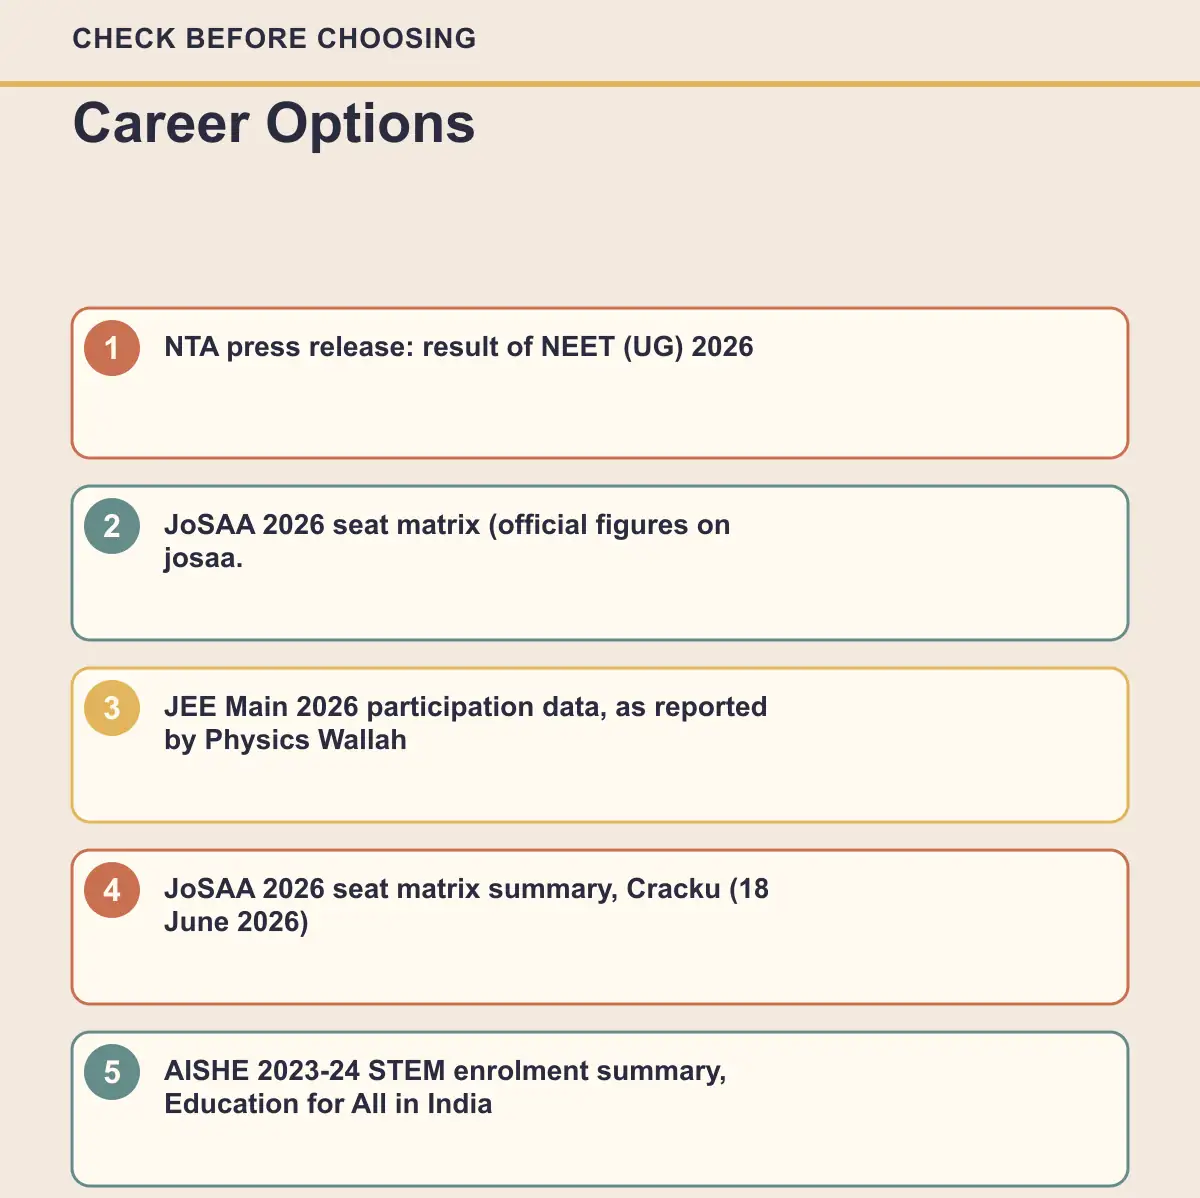 CHECK BEFORE CHOOSING
Career Options
1
NTA press release: result of NEET (UG) 2026
2
JoSAA 2026 seat matrix (official figures on
josaa.
3
JEE Main 2026 participation data, as reported
by Physics Wallah
4
JoSAA 2026 seat matrix summary, Cracku (18
June 2026)
5
AISHE 2023-24 STEM enrolment summary,
Education for All in India